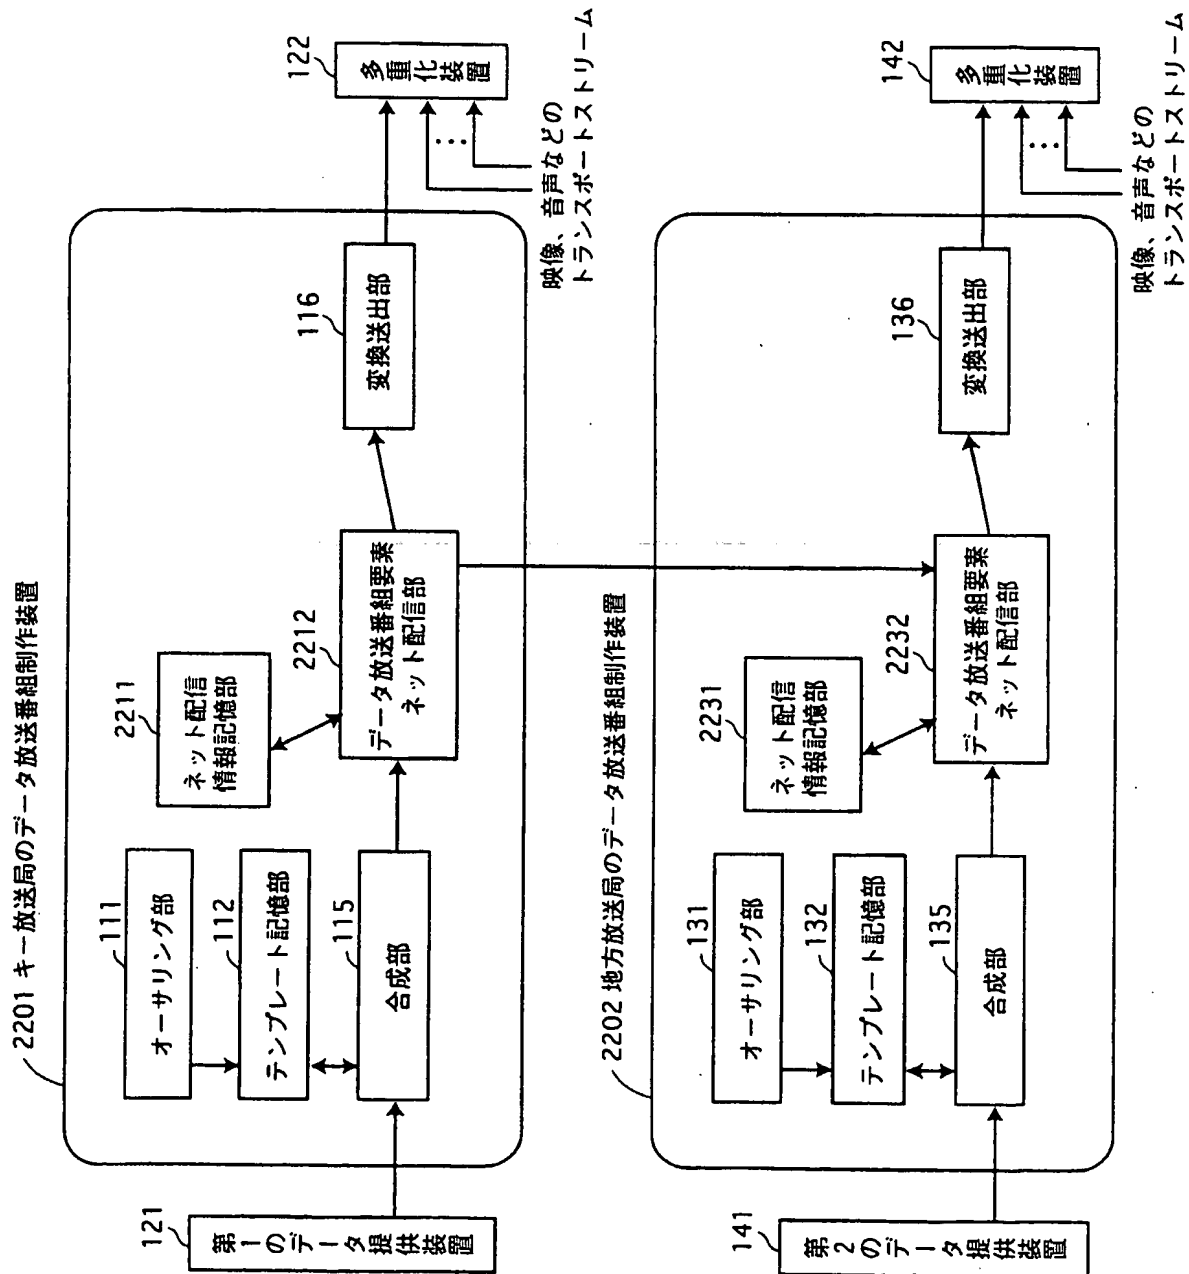 2201 キー放送局のデータ放送番組制作装置
121
第1のデータ提供装置
111
オーサリング部
112
テンプレート記憶部
115
合成部
2211
ネット配信
情報記憶部
2212
データ放送番組要素
ネット配信部
116
変換送出部
122
多重化装置
映像、音声などの
トランスポートストリーム
2202 地方放送局のデータ放送番組制作装置
141
第2のデータ提供装置
131
オーサリング部
132
テンプレート記憶部
135
合成部
2231
ネット配信
情報記憶部
2232
データ放送番組要素
ネット配信部
136
変換送出部
142
多重化装置
映像、音声などの
トランスポートストリーム